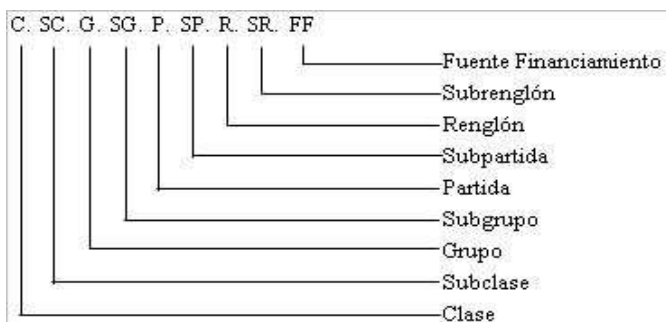 C. SC. G. SG. P. SP. R. SR. FF
Fuente Financiamiento
Subrenglón
Renglón
Subpartida
Partida
Subgrupo
Grupo
Subclase
Clase